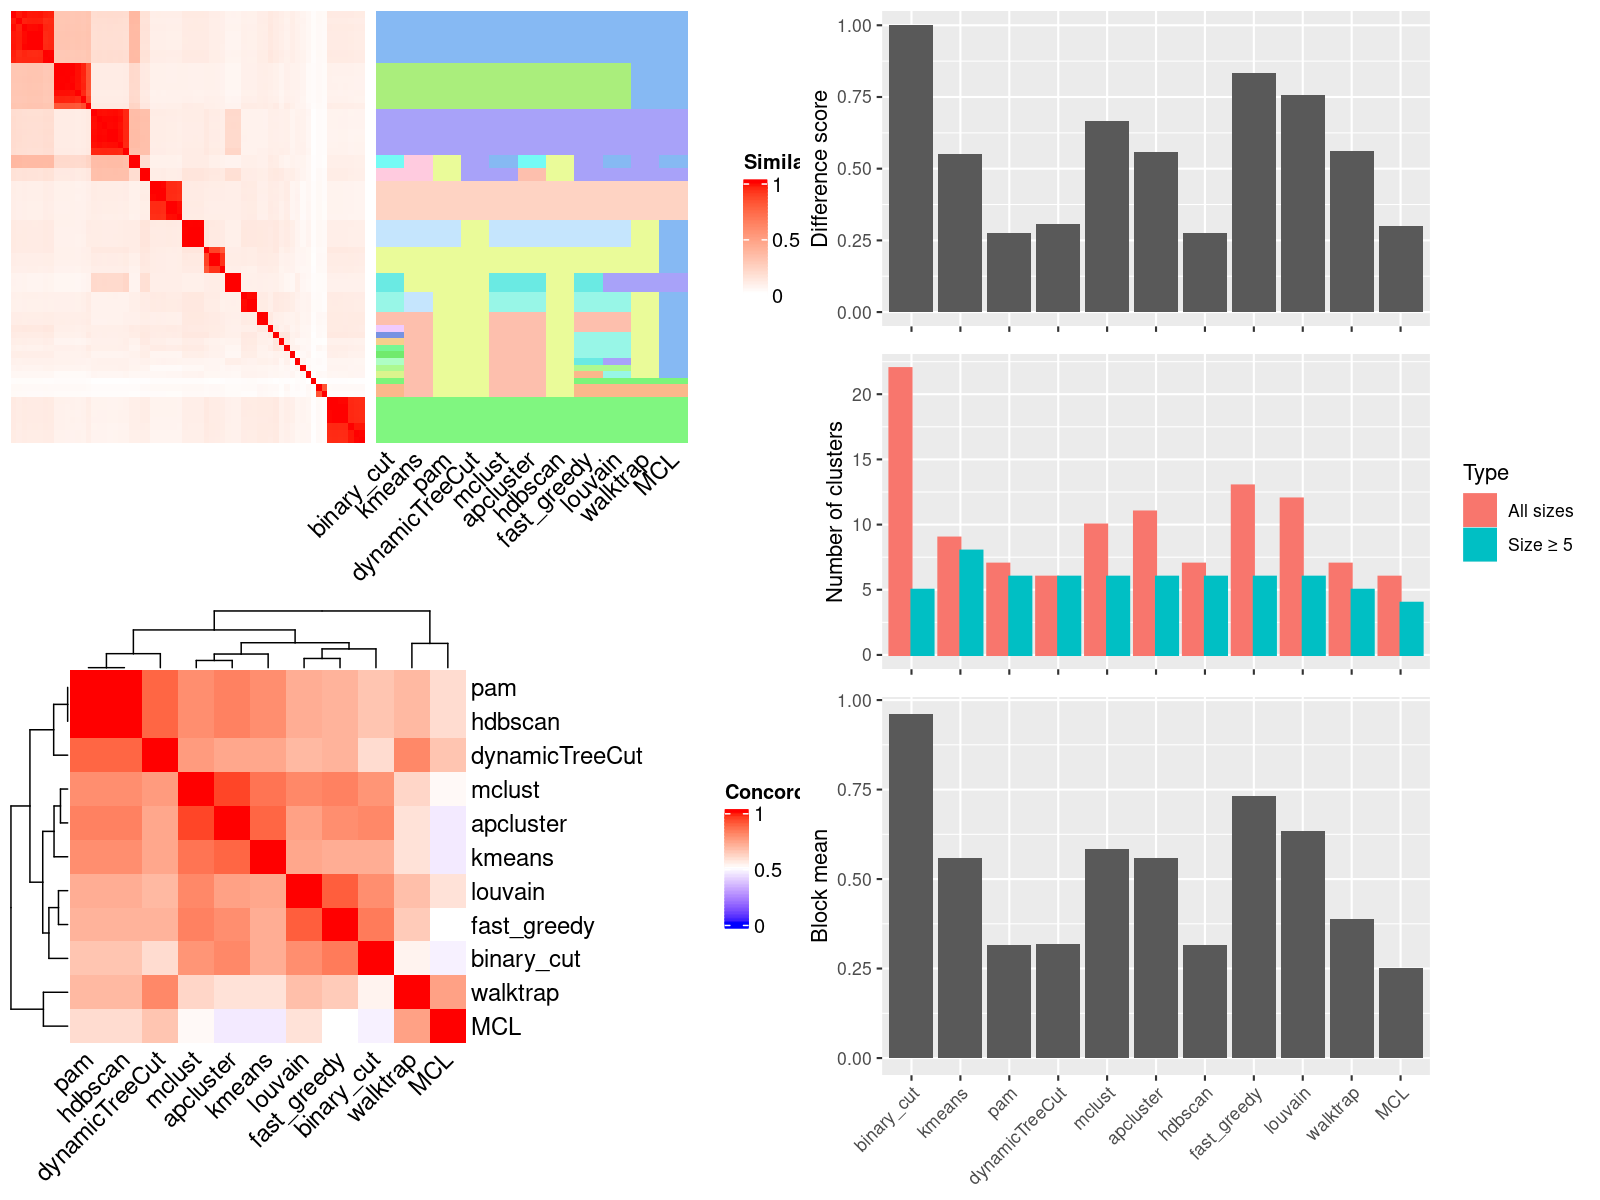 Simila
1
0.5
0
binary_cut
kmeans
pam
dynamicTreeCut
mclust
apcluster
hdbscan
fast_greedy
louvain
walktrap
MCL
pam
hdbscan
dynamicTreeCut
mclust
apcluster
kmeans
louvain
fast_greedy
binary_cut
walktrap
MCL
pam
hdbscan
dynamicTreeCut
mclust
apcluster
kmeans
louvain
fast_greedy
binary_cut
walktrap
MCL
Concord
1
0.5
0
Difference score
1.00
0.75
0.50
0.25
0.00
Number of clusters
20
15
10
5
0
Type
All sizes
Size ≥ 5
Block mean
1.00
0.75
0.50
0.25
0.00
binary_cut
kmeans
pam
dynamicTreeCut
mclust
apcluster
hdbscan
fast_greedy
louvain
walktrap
MCL